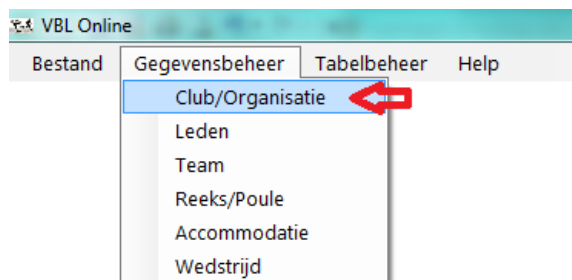 VBL Online
Bestand Gegevensbeheer Tabelbeheer Help
Club/Organisatie
Leden
Team
Reeks/Poule
Accommodatie
Wedstrijd